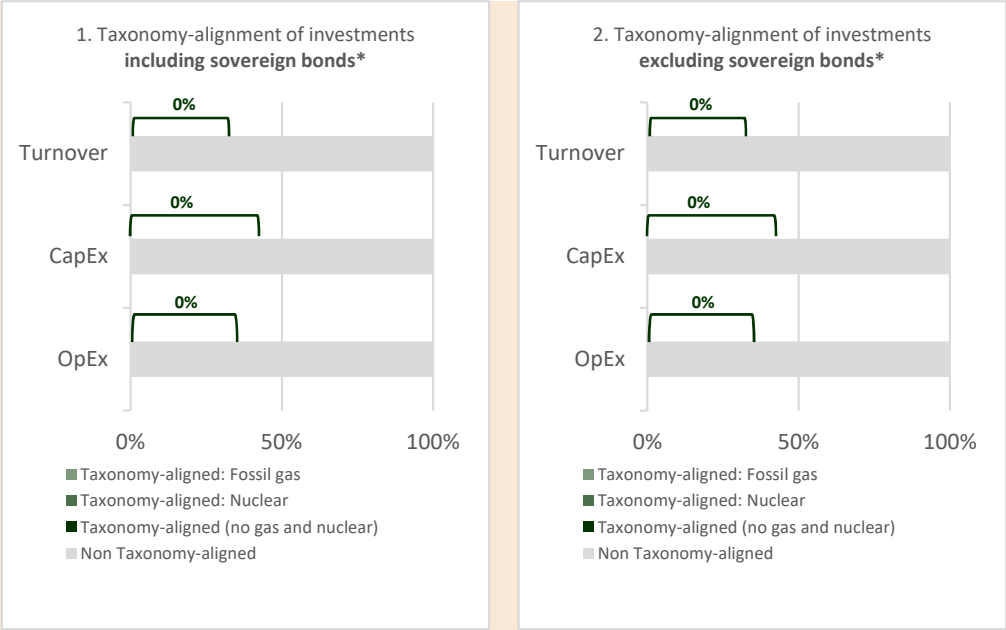 1. Taxonomy-alignment of investments
including sovereign bonds*
0%
Turnover
0%
CapEx
0%
OpEx
0% 50% 100%
Taxonomy-aligned: Fossil gas
Taxonomy-aligned: Nuclear
Taxonomy-aligned (no gas and nuclear)
Non Taxonomy-aligned
2. Taxonomy-alignment of investments
excluding sovereign bonds*
0%
Turnover
0%
CapEx
0%
OpEx
0% 50% 100%
Taxonomy-aligned: Fossil gas
Taxonomy-aligned: Nuclear
Taxonomy-aligned (no gas and nuclear)
Non Taxonomy-aligned